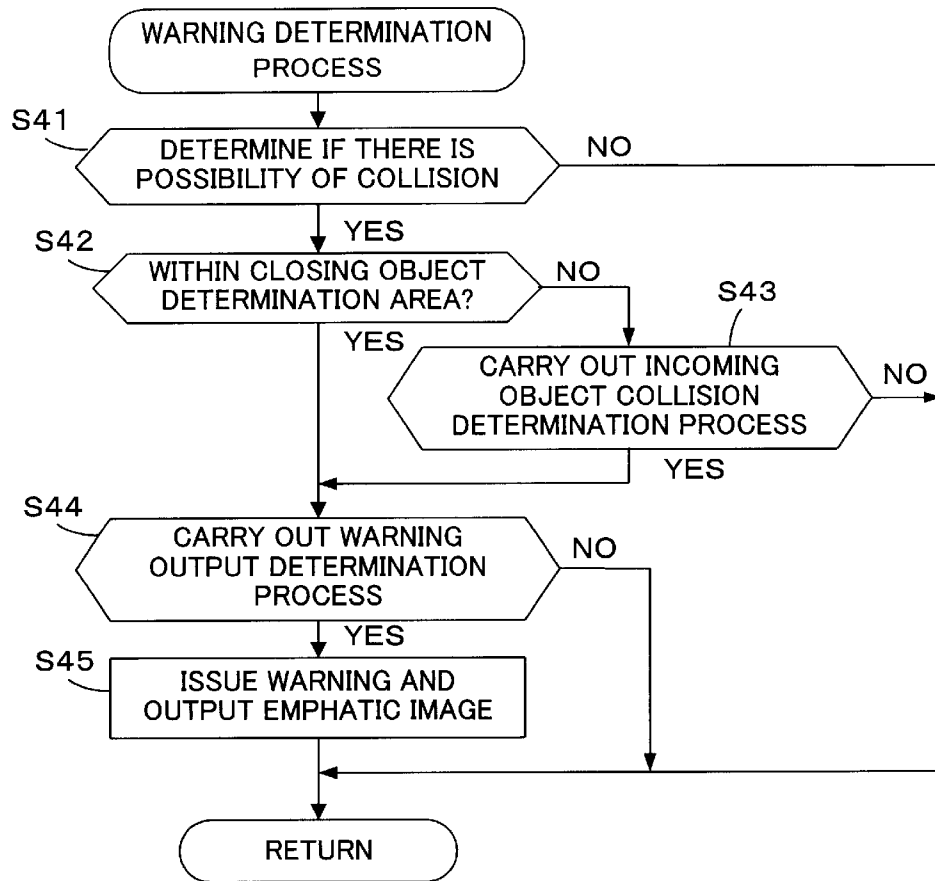 WARNING DETERMINATION
PROCESS
S41
DETERMINE IF THERE IS
POSSIBILITY OF COLLISION
NO
YES
S42
WITHIN CLOSING OBJECT
DETERMINATION AREA?
NO
YES
S43
CARRY OUT INCOMING
OBJECT COLLISION
DETERMINATION PROCESS
NO
YES
S44
CARRY OUT WARNING
OUTPUT DETERMINATION
PROCESS
NO
YES
S45
ISSUE WARNING AND
OUTPUT EMPHATIC IMAGE
RETURN